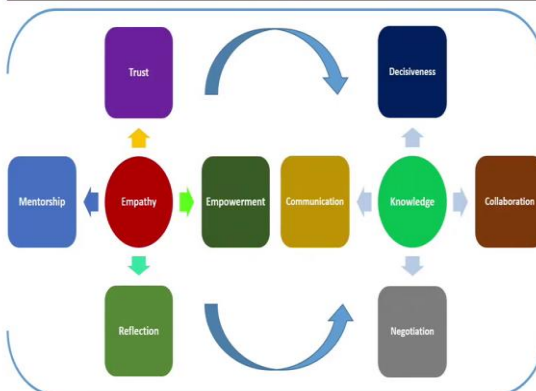 Trust
Decisiveness
Mentorship
Empathy
Empowerment
Communication
Knowledge
Collaboration
Reflection
Negotiation